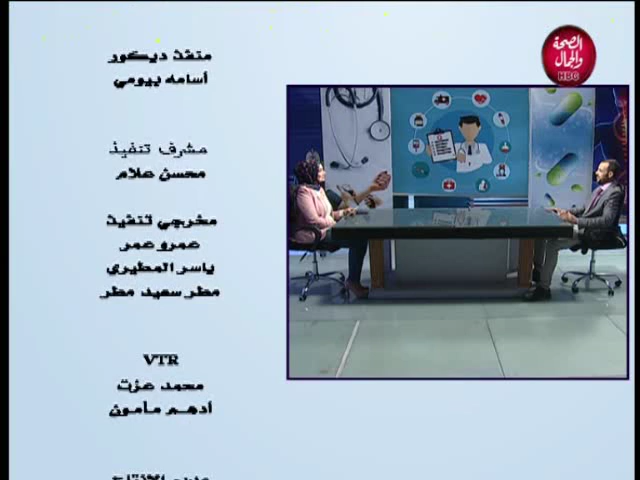 منفذ ديكور
أسامه بيومي
مشرف تنفيذ
محسن علام
مخرجي تنفيذ
عمرو عمر
ياسر المطيري
مطر سعيد مطر
VTR
محمد عزت
أدهم مأمون
الصحة
والجمال
HBC